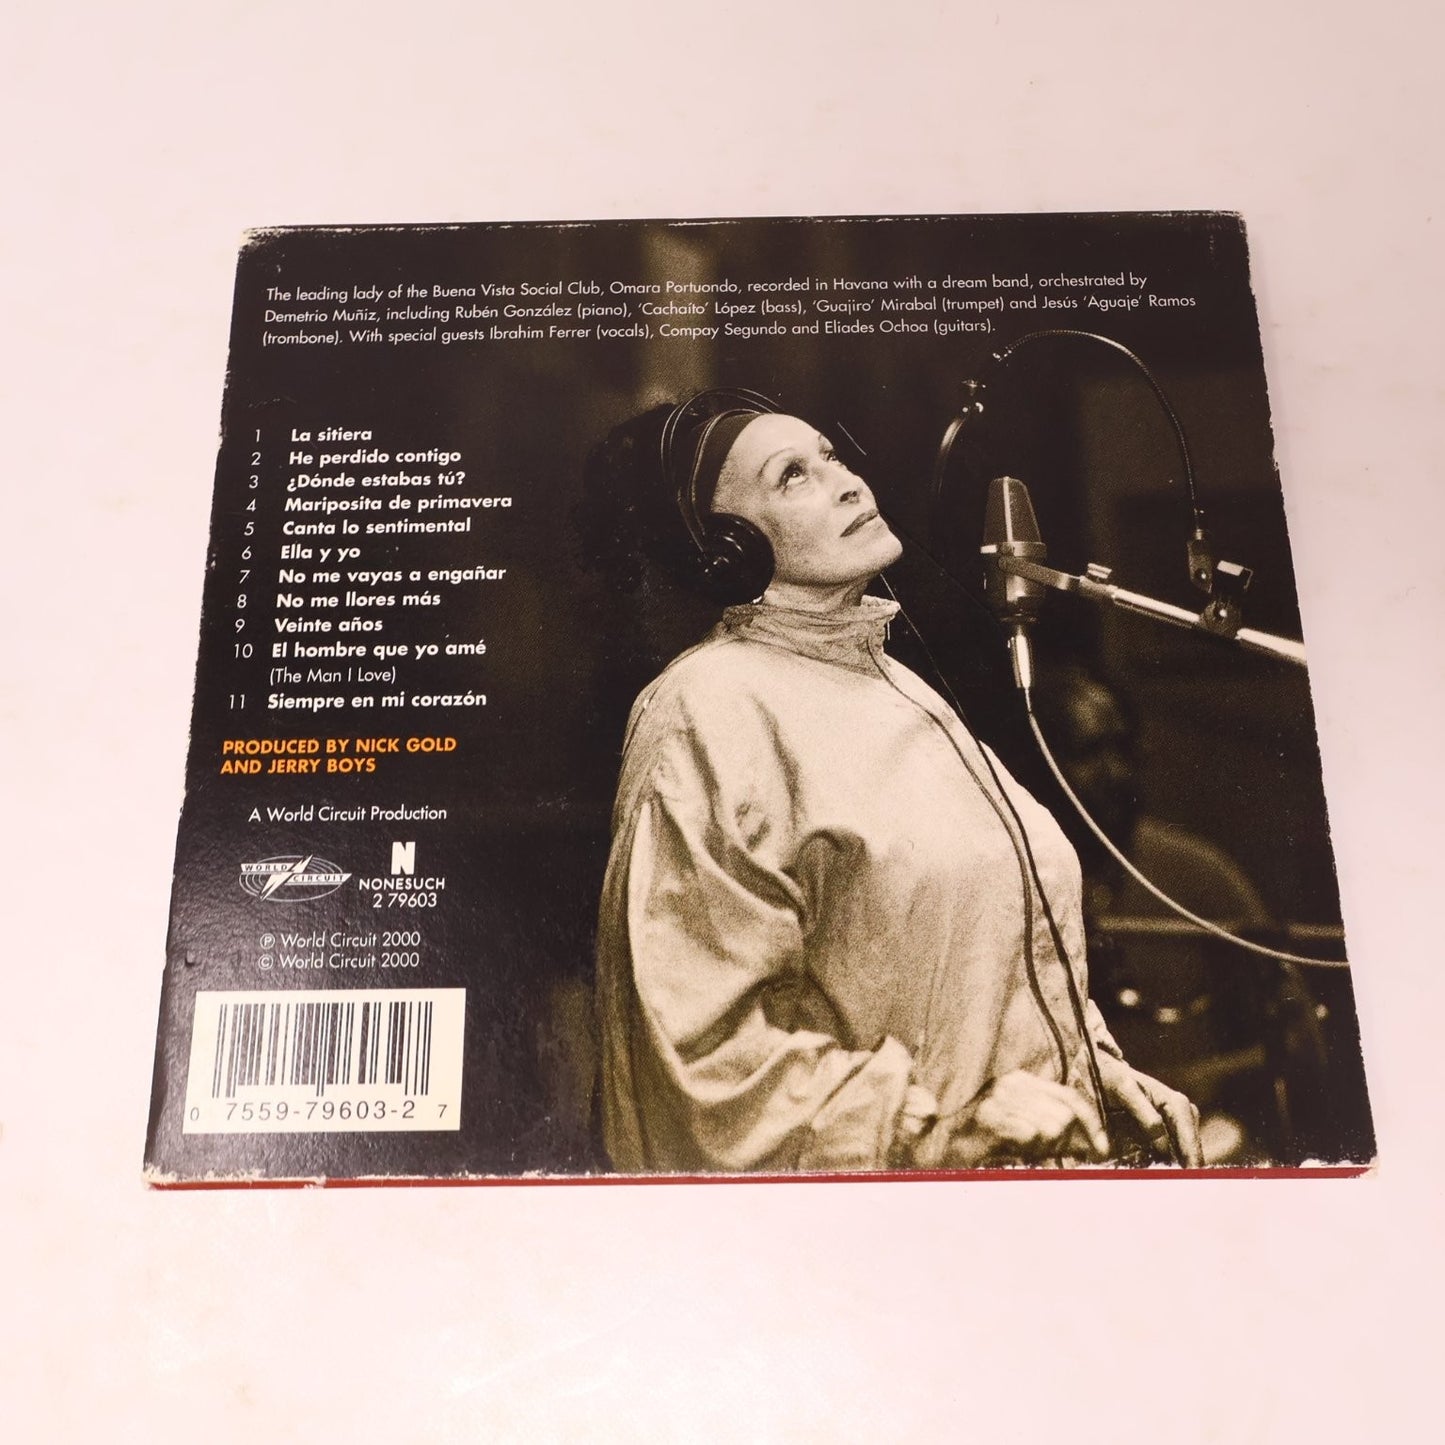 The leading lady of the Buena Vista Social Club, Omara Portuondo, recorded in Havana with a dream band, orchestrated by
Demetrio Muñiz, including Rubén González (piano), ‘Cachaíto’ López (bass), ‘Guajiro’ Mirabal (trumpet) and Jesús ‘Aguaje’ Ramos
(trombone). With special guests Ibrahim Ferrer (vocals), Compay Segundo and Eliades Ochoa (guitars).
1 La sitiera
2 He perdido contigo
3 ¿Dónde estabas tú?
4 Mariposita de primavera
5 Canta lo sentimental
6 Ella y yo
7 No me vayas a engañar
8 No me llores más
9 Veinte años
10 El hombre que yo amé
(The Man I Love)
11 Siempre en mi corazón
PRODUCED BY NICK GOLD
AND JERRY BOYS
A World Circuit Production
WORLD
CIRCUIT
N
NONESUCH
2 79603
℗ World Circuit 2000
© World Circuit 2000
0 7559-79603-2 7